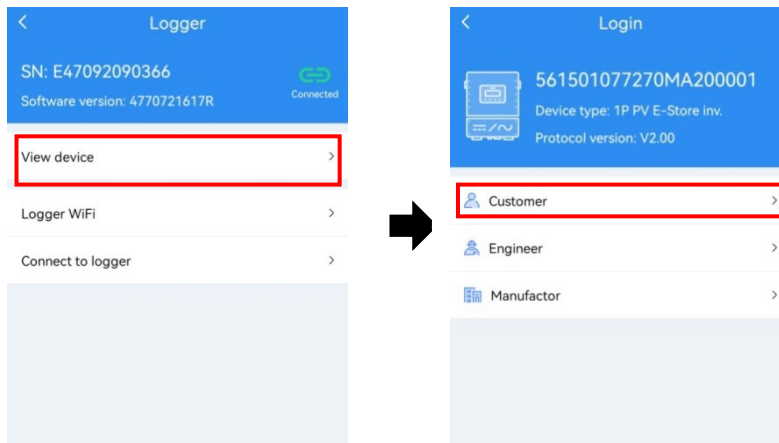 Logger
SN: E47092090366
Software version: 4770721617R
Connected
View device
Logger WiFi
Connect to logger
Login
561501077270MA200001
Device type: 1P PV E-Store inv.
Protocol version: V2.00
Customer
Engineer
Manufactor